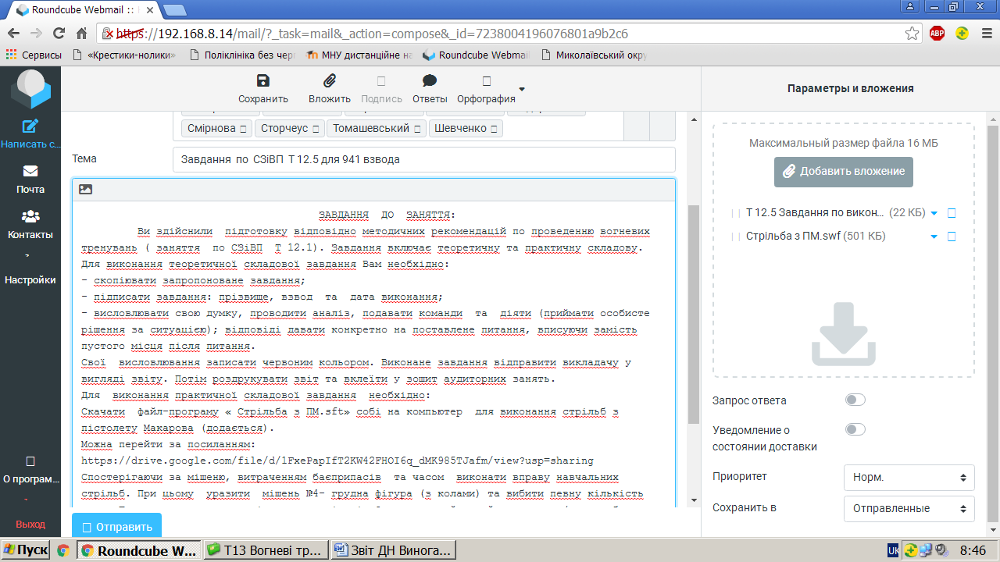 Roundcube Webmail ::
https://192.168.8.14/mail/?_task=mail&_action=compose&_id=7238004196076801a9b2c6
ABP
Сервисы
«Крестики-нолики»
Поліклініка без чер
МНУ дистанційне на
Roundcube Webmail
Миколаївський окру
Написать с...
Почта
Контакты
Настройки
О програм...
Выход
Сохранить
Вложить
Подпись
Ответы
Орфография
Смірнова
Сторчеус
Томашевський
Шевченко
Тема
Завдання по СЗіВП Т 12.5 для 941 взвода
ЗАВДАННЯ ДО ЗАНЯТТЯ:
Ви здійснили підготовку відповідно методичних рекомендацій по проведенню вогневих
тренувань ( заняття по СЗіВП Т 12.1). Завдання включає теоретичну та практичну складову.
Для виконання теоретичної складової завдання Вам необхідно:
- скопіювати запропоноване завдання;
- підписати завдання: прізвище, взвод та дата виконання;
- висловлювати свою думку, проводити аналіз, подавати команди та діяти (приймати особисте
рішення за ситуацією); відповіді давати конкретно на поставлене питання, вписуючи замість
пустого місця після питання.
Свої висловлювання записати червоним кольором. Виконане завдання відправити викладачу у
вигляді звіту. Потім роздрукувати звіт та вклеїти у зошит аудиторних занять.
Для виконання практичної складової завдання необхідно:
Скачати файл-програму « Стрільба з ПМ.sft» собі на компьютер для виконання стрільб з
пістолету Макарова (додається).
Можна перейти за посиланням:
https://drive.google.com/file/d/1FxePapIfT2KW42FHOI6q_dMK985TJafm/view?usp=sharing
Спостерігаючи за мішеню, витраченням баєприпасів та часом виконати вправу навчальних
стрільб. При цьому уразити мішень №4- грудна фігура (з колами) та вибити певну кількість
Отправить
Параметры и вложения
Максимальный размер файла 16 МБ
Добавить вложение
Т 12.5 Завдання по викон... (22 КБ)
Стрільба з ПМ.swf (501 КБ)
Запрос ответа
Уведомление о
состоянии доставки
Приоритет
Норм.
Сохранить в
Отправленные
Пуск
Roundcube W...
Т13 Вогневі тр...
Звіт ДН Винога...
UK
8:46